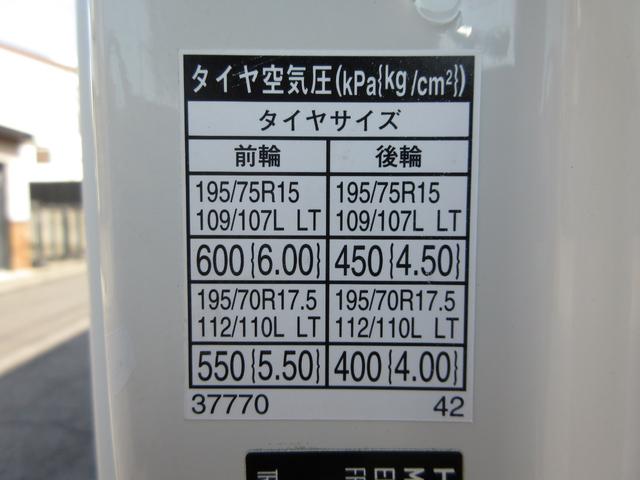 タイヤ空気圧(kPa{kg/cm²})
タイヤサイズ
前輪 後輪
195/75R15 195/75R15
109/107L LT 109/107L LT
600{6.00} 450{4.50}
195/70R17.5 195/70R17.5
112/110L LT 112/110L LT
550{5.50} 400{4.00}
37770 42